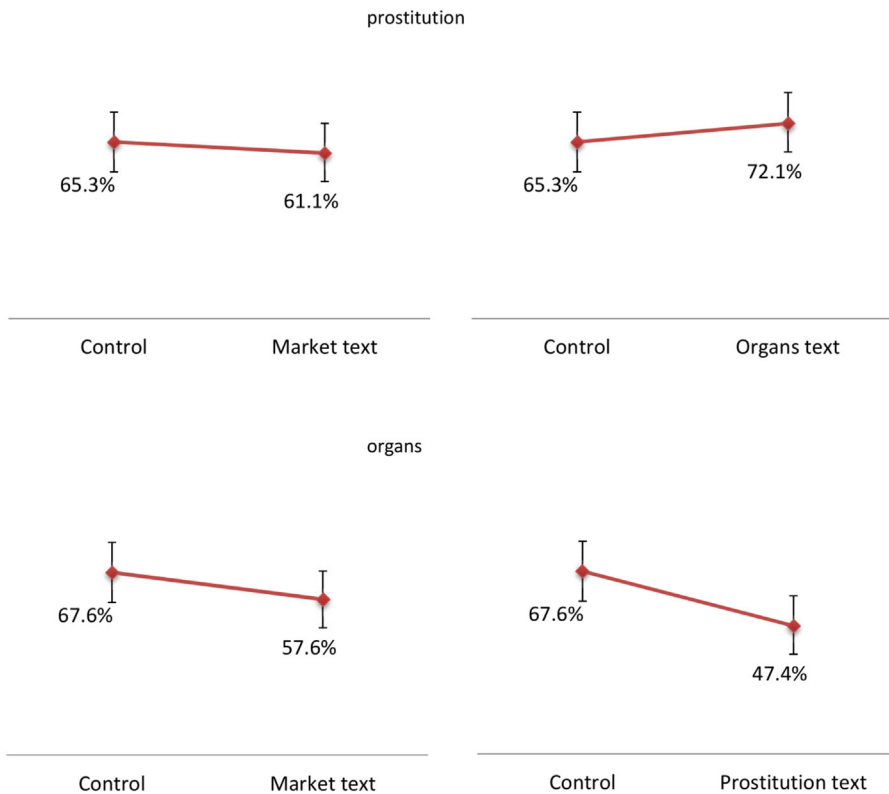 prostitution
65.3%
61.1%
65.3%
72.1%
Control Market text Control Organs text
organs
67.6%
57.6%
67.6%
47.4%
Control Market text Control Prostitution text